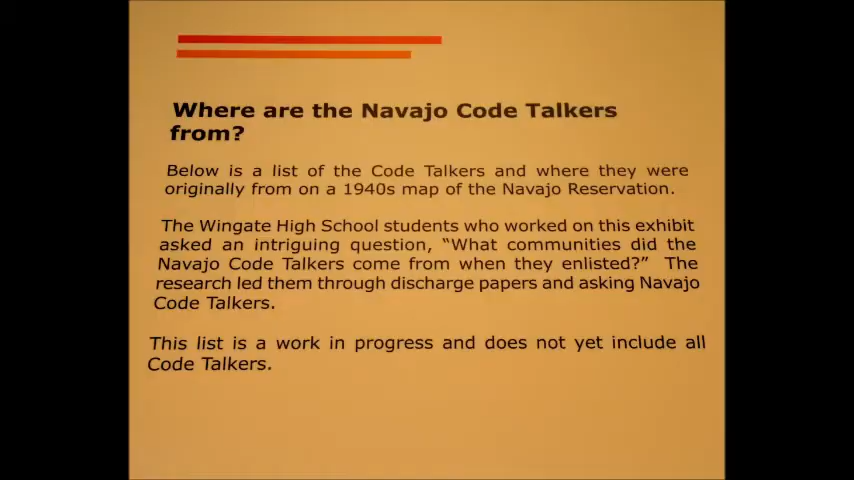 Where are the Navajo Code Talkers
from?
Below is a list of the Code Talkers and where they were
originally from on a 1940s map of the Navajo Reservation.
The Wingate High School students who worked on this exhibit
asked an intriguing question, “What communities did the
Navajo Code Talkers come from when they enlisted?” The
research led them through discharge papers and asking Navajo
Code Talkers.
This list is a work in progress and does not yet include all
Code Talkers.